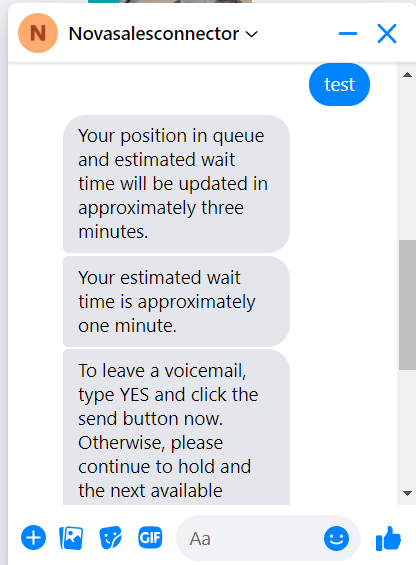 N Novasalesconnector
test
Your position in queue
and estimated wait
time will be updated in
approximately three
minutes.
Your estimated wait
time is approximately
one minute.
To leave a voicemail,
type YES and click the
send button now.
Otherwise, please
continue to hold and
the next available
GIF Aa